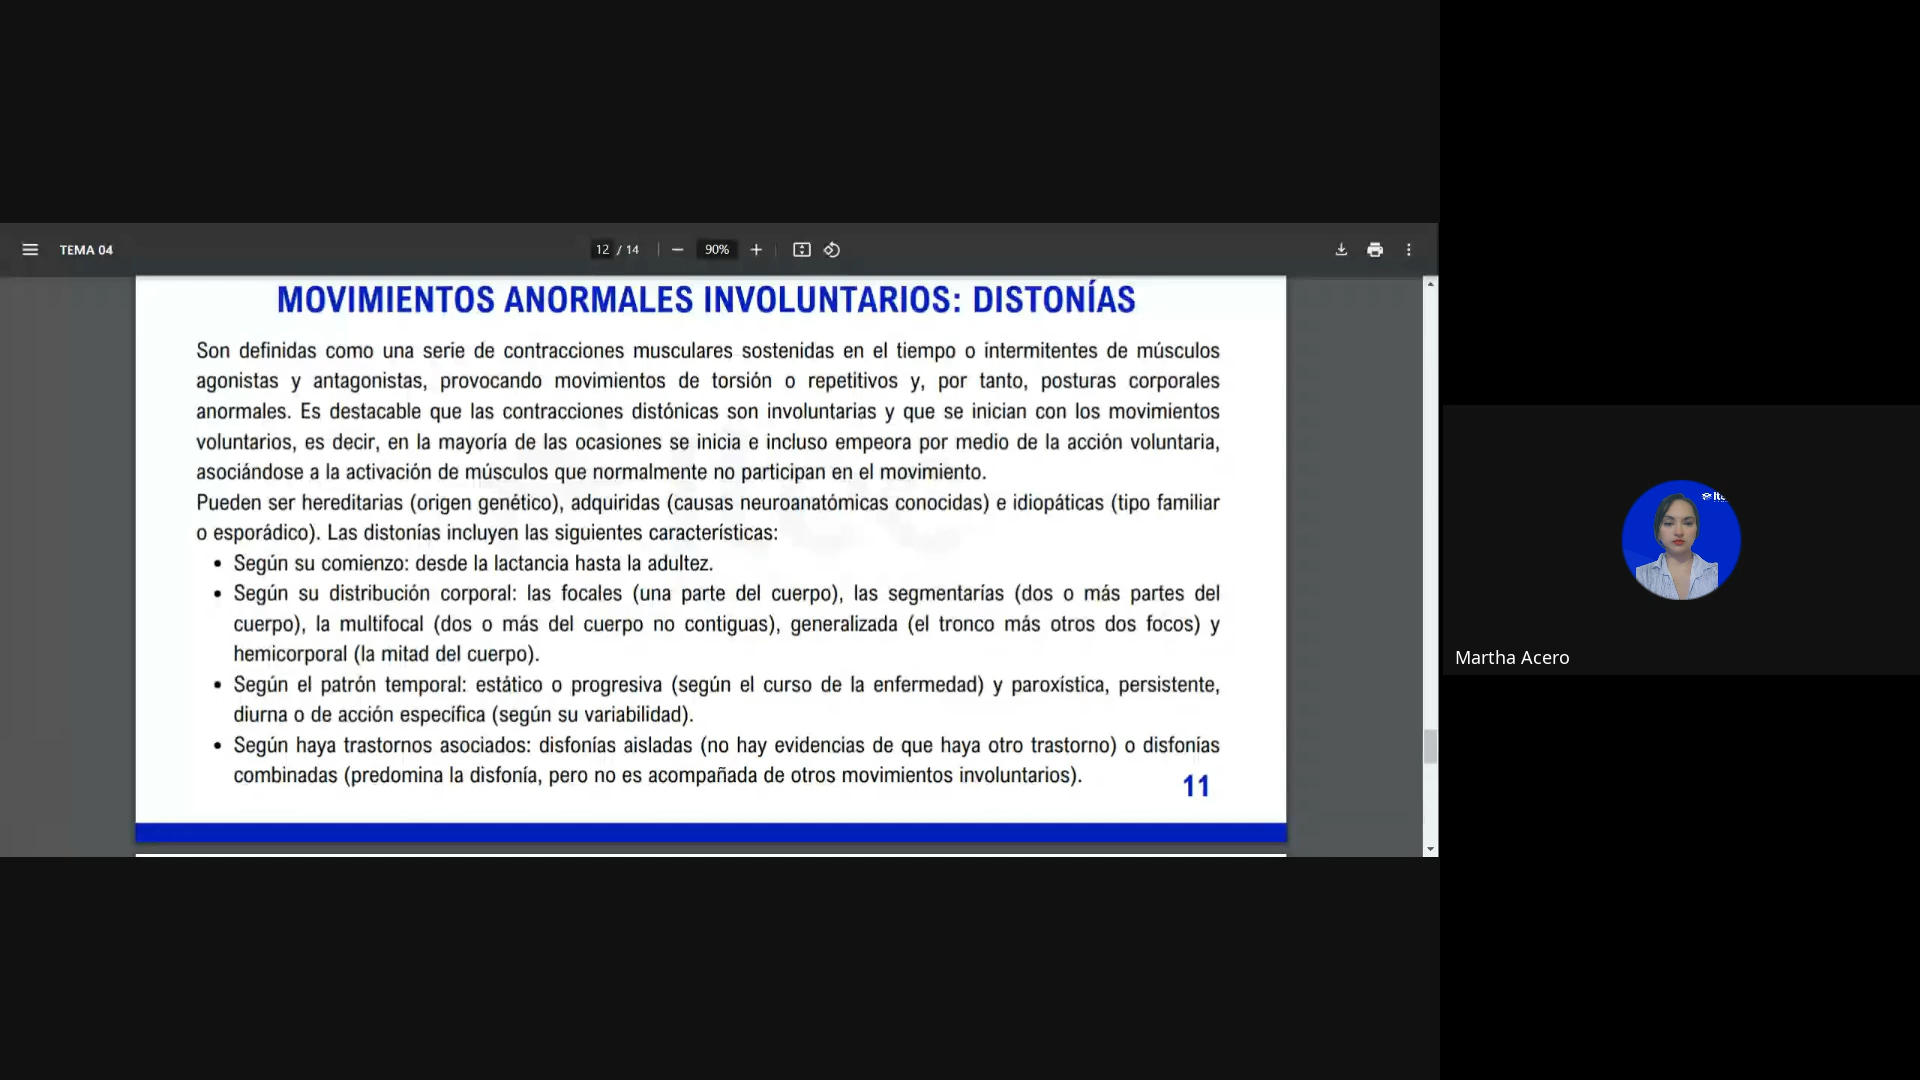 TEMA 04
12 / 14
90%
MOVIMIENTOS ANORMALES INVOLUNTARIOS: DISTONÍAS
Son definidas como una serie de contracciones musculares sostenidas en el tiempo o intermitentes de músculos
agonistas y antagonistas, provocando movimientos de torsión o repetitivos y, por tanto, posturas corporales
anormales. Es destacable que las contracciones distónicas son involuntarias y que se inician con los movimientos
voluntarios, es decir, en la mayoría de las ocasiones se inicia e incluso empeora por medio de la acción voluntaria,
asociándose a la activación de músculos que normalmente no participan en el movimiento.
Pueden ser hereditarias (origen genético), adquiridas (causas neuroanatómicas conocidas) e idiopáticas (tipo familiar
o esporádico). Las distonías incluyen las siguientes características:
• Según su comienzo: desde la lactancia hasta la adultez.
• Según su distribución corporal: las focales (una parte del cuerpo), las segmentarías (dos o más partes del
cuerpo), la multifocal (dos o más del cuerpo no contiguas), generalizada (el tronco más otros dos focos) y
hemicorporal (la mitad del cuerpo).
• Según el patrón temporal: estático o progresiva (según el curso de la enfermedad) y paroxística, persistente,
diurna o de acción específica (según su variabilidad).
• Según haya trastornos asociados: disfonías aisladas (no hay evidencias de que haya otro trastorno) o disfonías
combinadas (predomina la disfonía, pero no es acompañada de otros movimientos involuntarios).
11
Martha Acero